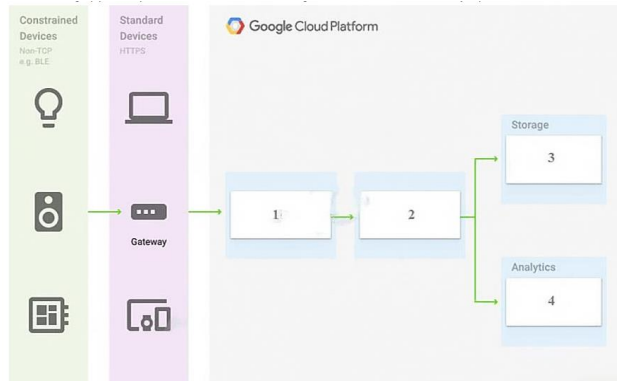 Constrained
Devices
Non-TCP
e.g. BLE
Standard
Devices
HTTPS
Google Cloud Platform
Gateway
1
2
Storage
3
Analytics
4